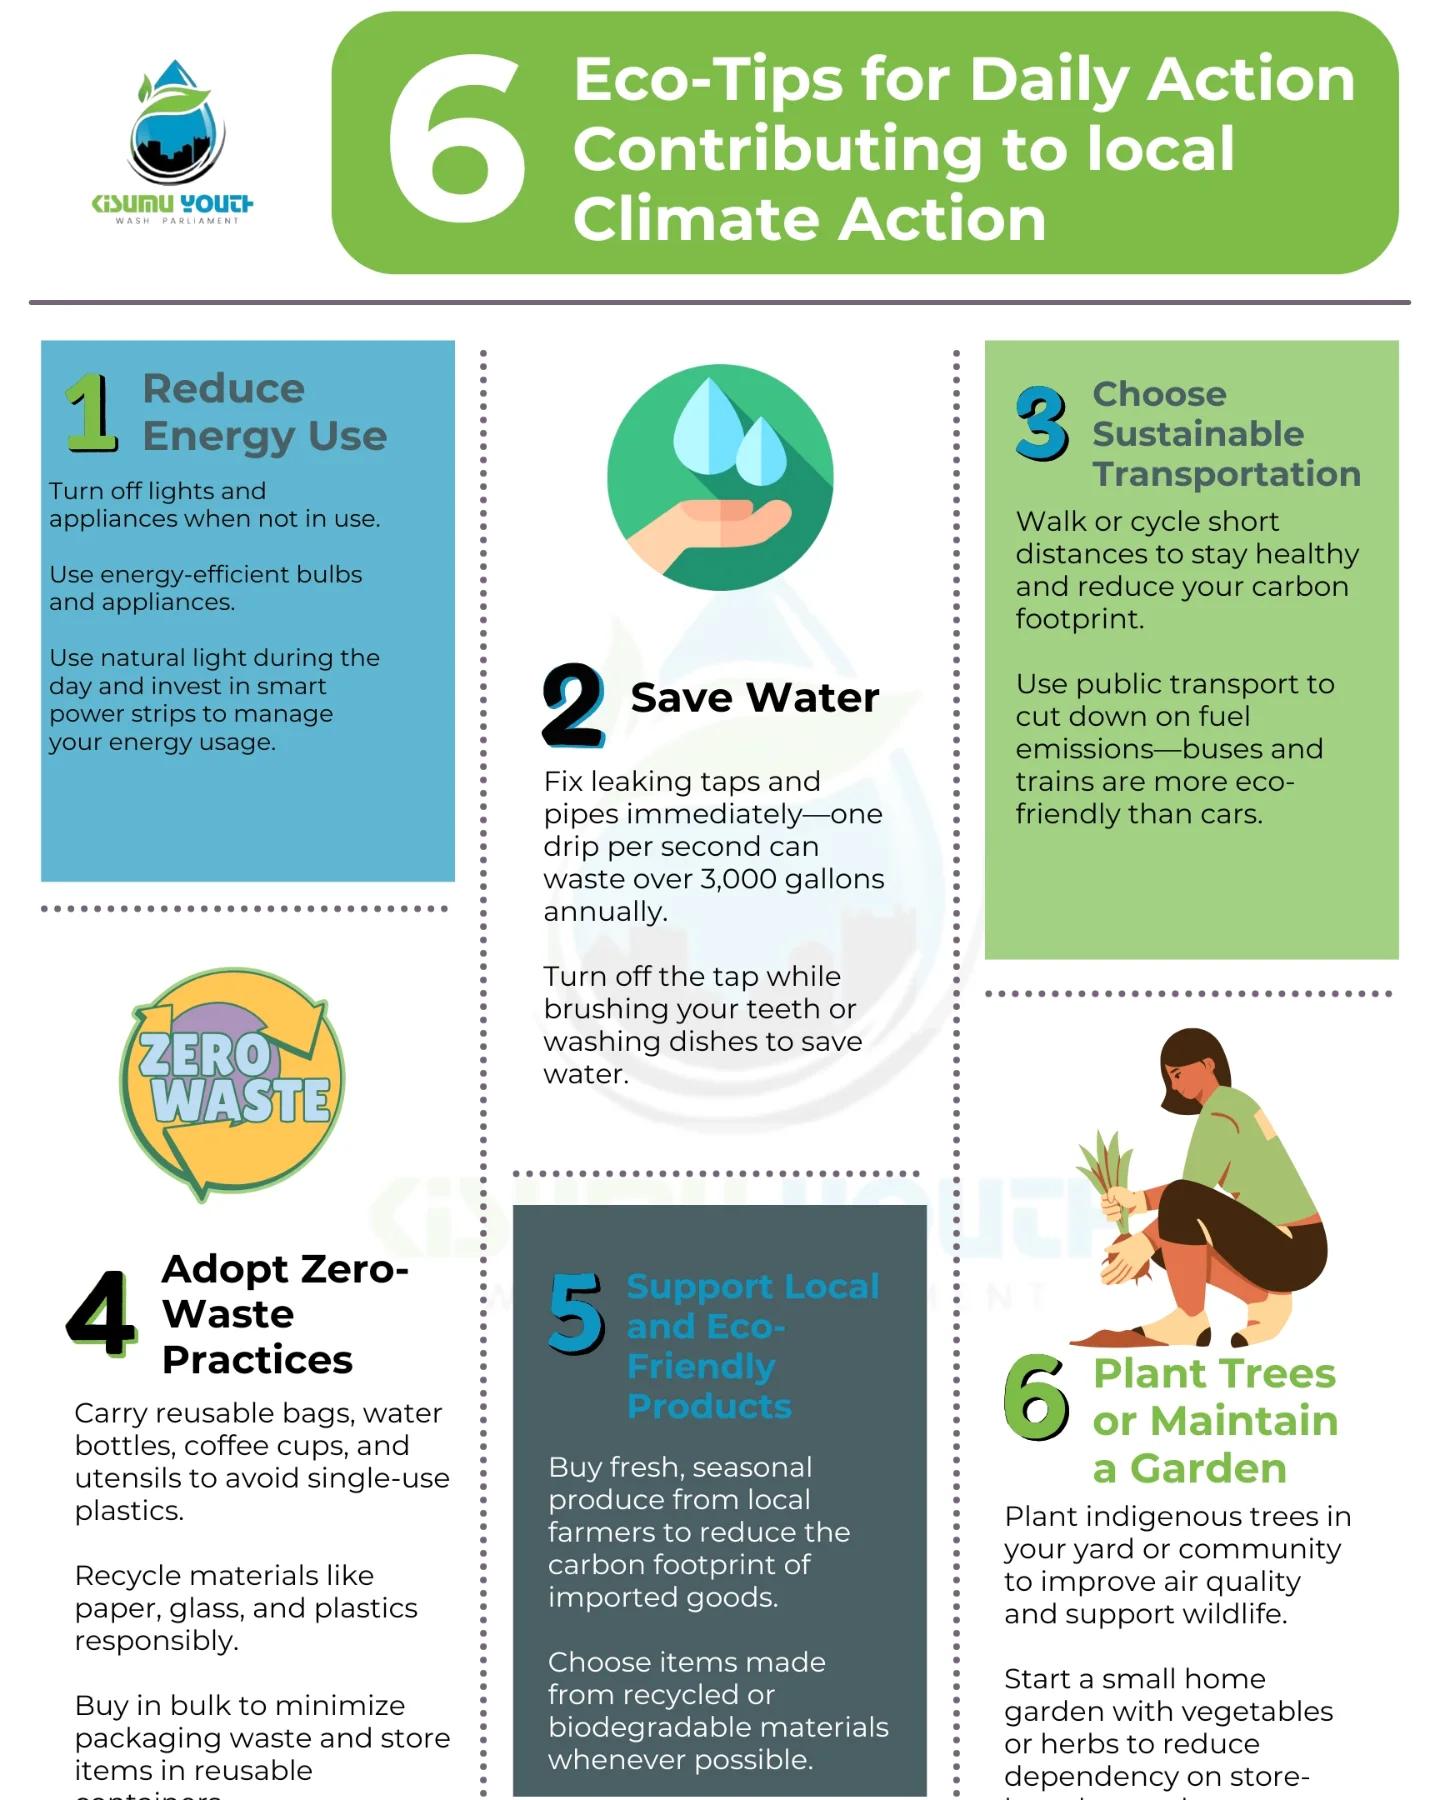 KISUMU YOUTH
WASH PARLIAMENT
6
Eco-Tips for Daily Action
Contributing to local
Climate Action
1
Reduce
Energy Use
Turn off lights and
appliances when not in use.
Use energy-efficient bulbs
and appliances.
Use natural light during the
day and invest in smart
power strips to manage
your energy usage.
2
Save Water
Fix leaking taps and
pipes immediately—one
drip per second can
waste over 3,000 gallons
annually.
Turn off the tap while
brushing your teeth or
washing dishes to save
water.
3
Choose
Sustainable
Transportation
Walk or cycle short
distances to stay healthy
and reduce your carbon
footprint.
Use public transport to
cut down on fuel
emissions—buses and
trains are more eco-
friendly than cars.
ZERO
WASTE
4
Adopt Zero-
Waste
Practices
Carry reusable bags, water
bottles, coffee cups, and
utensils to avoid single-use
plastics.
Recycle materials like
paper, glass, and plastics
responsibly.
Buy in bulk to minimize
packaging waste and store
items in reusable
5
Support Local
and Eco-
Friendly
Products
Buy fresh, seasonal
produce from local
farmers to reduce the
carbon footprint of
imported goods.
Choose items made
from recycled or
biodegradable materials
whenever possible.
6
Plant Trees
or Maintain
a Garden
Plant indigenous trees in
your yard or community
to improve air quality
and support wildlife.
Start a small home
garden with vegetables
or herbs to reduce
dependency on store-